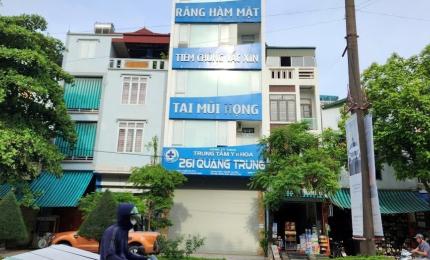 RĂNG HÀM MẶT
TIÊM CHỦNG VẮC XIN
TAI MŨI HỌNG
TRUNG TÂM Y KHOA
261 QUANG TRUNG